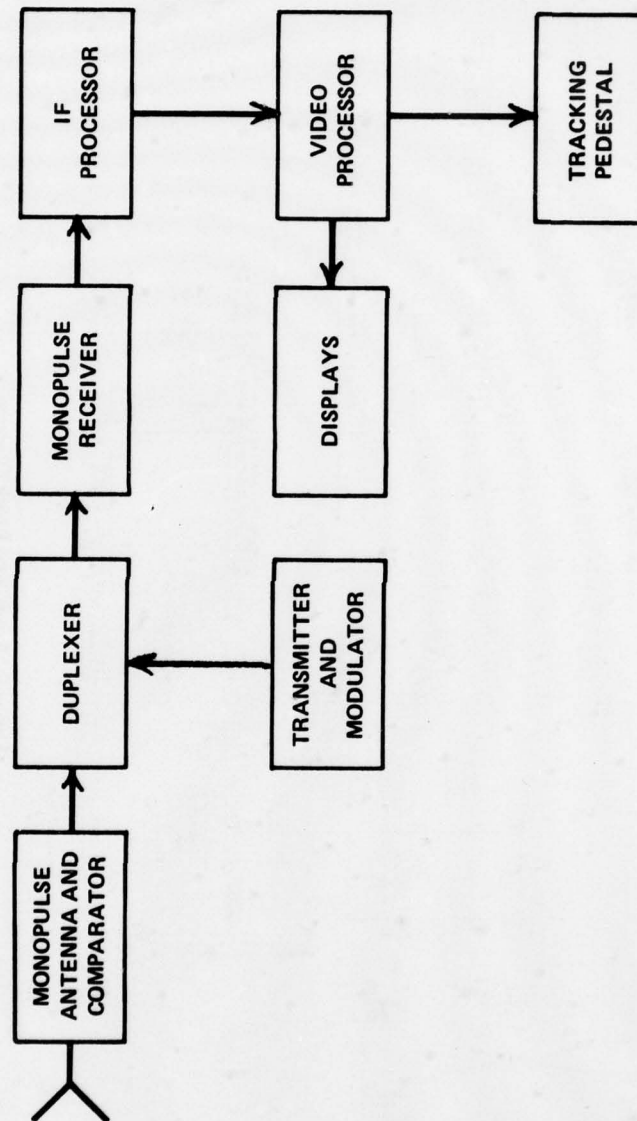 MONOPULSE
ANTENNA AND
COMPARATOR
DUPLEXER
MONOPULSE
RECEIVER
IF
PROCESSOR
TRANSMITTER
AND
MODULATOR
DISPLAYS
VIDEO
PROCESSOR
TRACKING
PEDESTAL